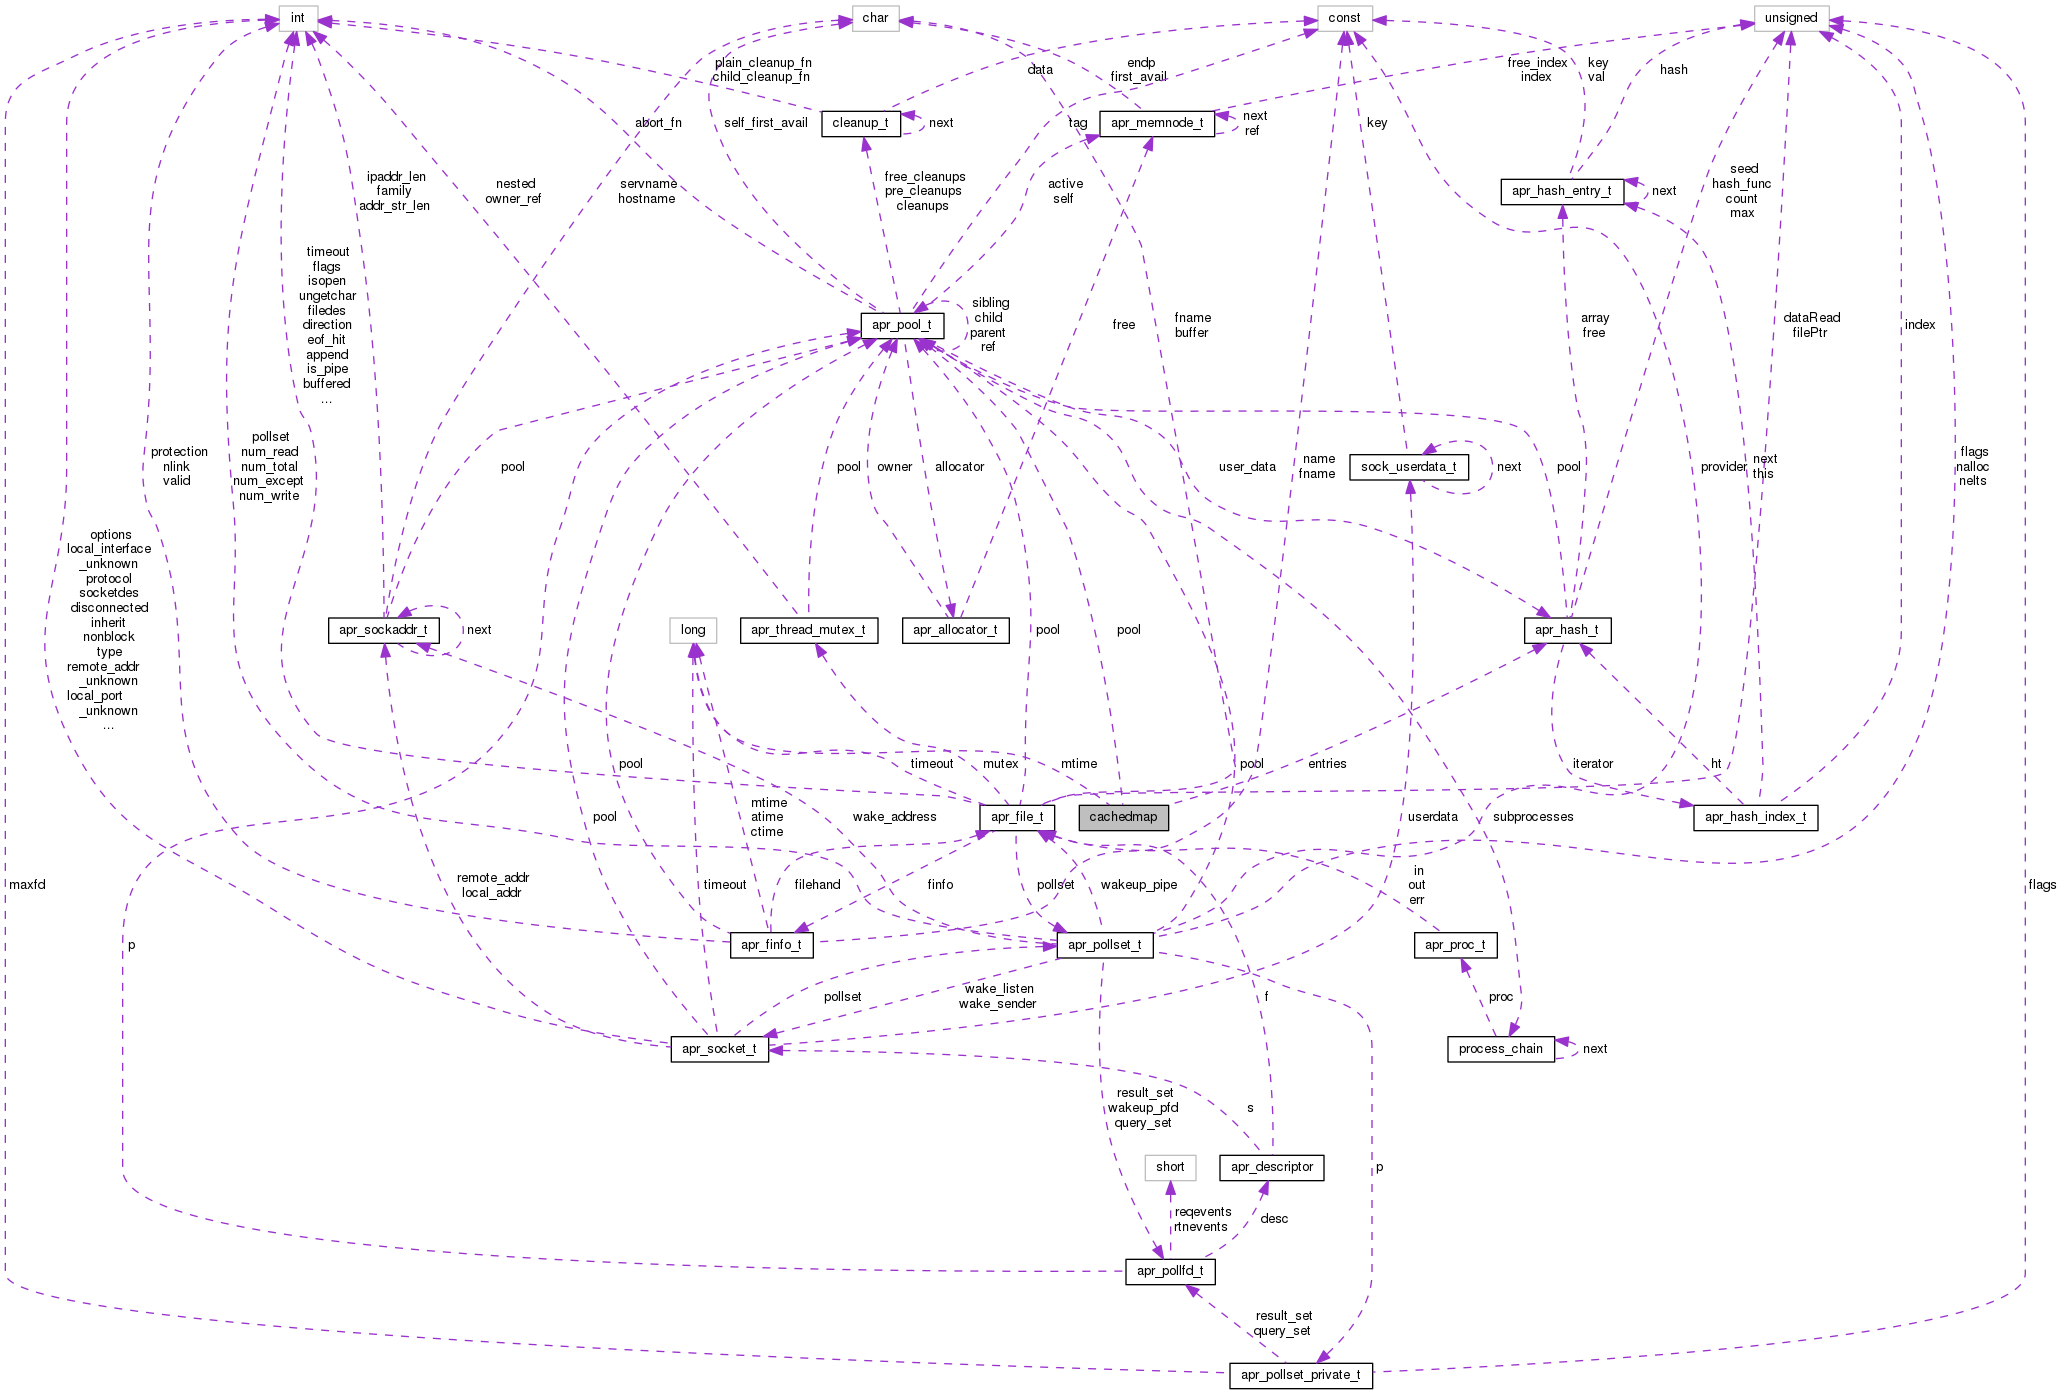 int
char
const
unsigned
plain_cleanup_fn
child_cleanup_fn
data
endp
first_avail
free_index
index
key
val
hash
abort_fn
self_first_avail
cleanup_t
next
tag
apr_memnode_t
next
ref
key
ipaddr_len
family
addr_str_len
nested
owner_ref
servname
hostname
free_cleanups
pre_cleanups
cleanups
active
self
apr_hash_entry_t
next
seed
hash_func
count
max
timeout
flags
isopen
ungetchar
filedes
direction
eof_hit
append
is_pipe
buffered
...
apr_pool_t
sibling
child
parent
ref
free
fname
buffer
array
free
dataRead
filePtr
index
protection
nlink
valid
pollset
num_read
num_total
num_except
num_write
pool
pool
owner
allocator
user_data
name
fname
sock_userdata_t
next
pool
provider
next
this
flags
nalloc
nelts
options
local_interface
_unknown
protocol
socketdes
disconnected
inherit
nonblock
type
remote_addr
_unknown
local_port
_unknown
...
apr_sockaddr_t
next
long
apr_thread_mutex_t
apr_allocator_t
pool
pool
apr_hash_t
pool
timeout
mutex
mtime
pool
entries
iterator
ht
pool
mtime
atime
ctime
wake_address
apr_file_t
cachedmap
userdata
subprocesses
apr_hash_index_t
maxfd
remote_addr
local_addr
timeout
filehand
finfo
pollset
wakeup_pipe
in
out
err
flags
p
apr_finfo_t
apr_pollset_t
apr_proc_t
pollset
wake_listen
wake_sender
f
proc
apr_socket_t
process_chain
next
result_set
wakeup_pfd
query_set
s
short
apr_descriptor
p
reqevents
rtnevents
desc
apr_pollfd_t
result_set
query_set
apr_pollset_private_t